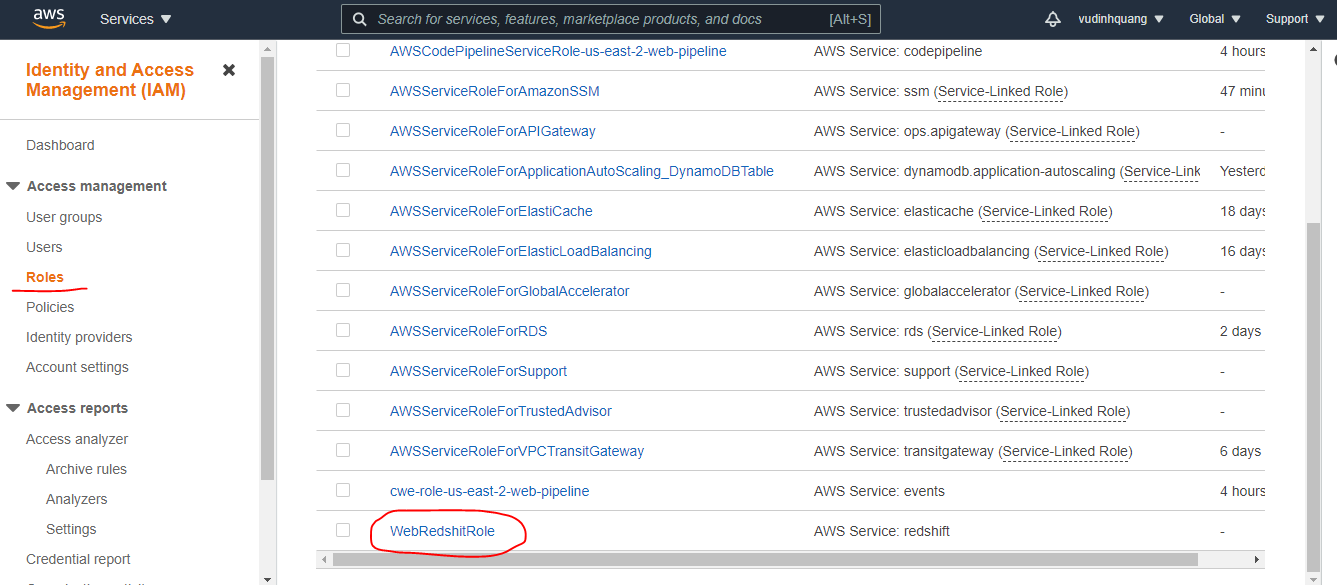 aws Services Search for services, features, marketplace products, and docs [Alt+S] vudinhquang Global Support
Identity and Access
Management (IAM)
Dashboard
Access management
User groups
Users
Roles
Policies
Identity providers
Account settings
Access reports
Access analyzer
Archive rules
Analyzers
Settings
Credential report
AWSCodePipelineServiceRole-us-east-2-web-pipeline AWS Service: codepipeline 4 hours
AWSServiceRoleForAmazonSSM AWS Service: ssm (Service-Linked Role) 47 minu
AWSServiceRoleForAPIGateway AWS Service: ops.apigateway (Service-Linked Role) -
AWSServiceRoleForApplicationAutoScaling_DynamoDBTable AWS Service: dynamodb.application-autoscaling (Service-Link Yesterd
AWSServiceRoleForElastiCache AWS Service: elasticache (Service-Linked Role) 18 days
AWSServiceRoleForElasticLoadBalancing AWS Service: elasticloadbalancing (Service-Linked Role) 16 days
AWSServiceRoleForGlobalAccelerator AWS Service: globalaccelerator (Service-Linked Role) -
AWSServiceRoleForRDS AWS Service: rds (Service-Linked Role) 2 days
AWSServiceRoleForSupport AWS Service: support (Service-Linked Role) -
AWSServiceRoleForTrustedAdvisor AWS Service: trustedadvisor (Service-Linked Role) -
AWSServiceRoleForVPCTransitGateway AWS Service: transitgateway (Service-Linked Role) 6 days
cwe-role-us-east-2-web-pipeline AWS Service: events 4 hours
WebRedshitRole AWS Service: redshift -